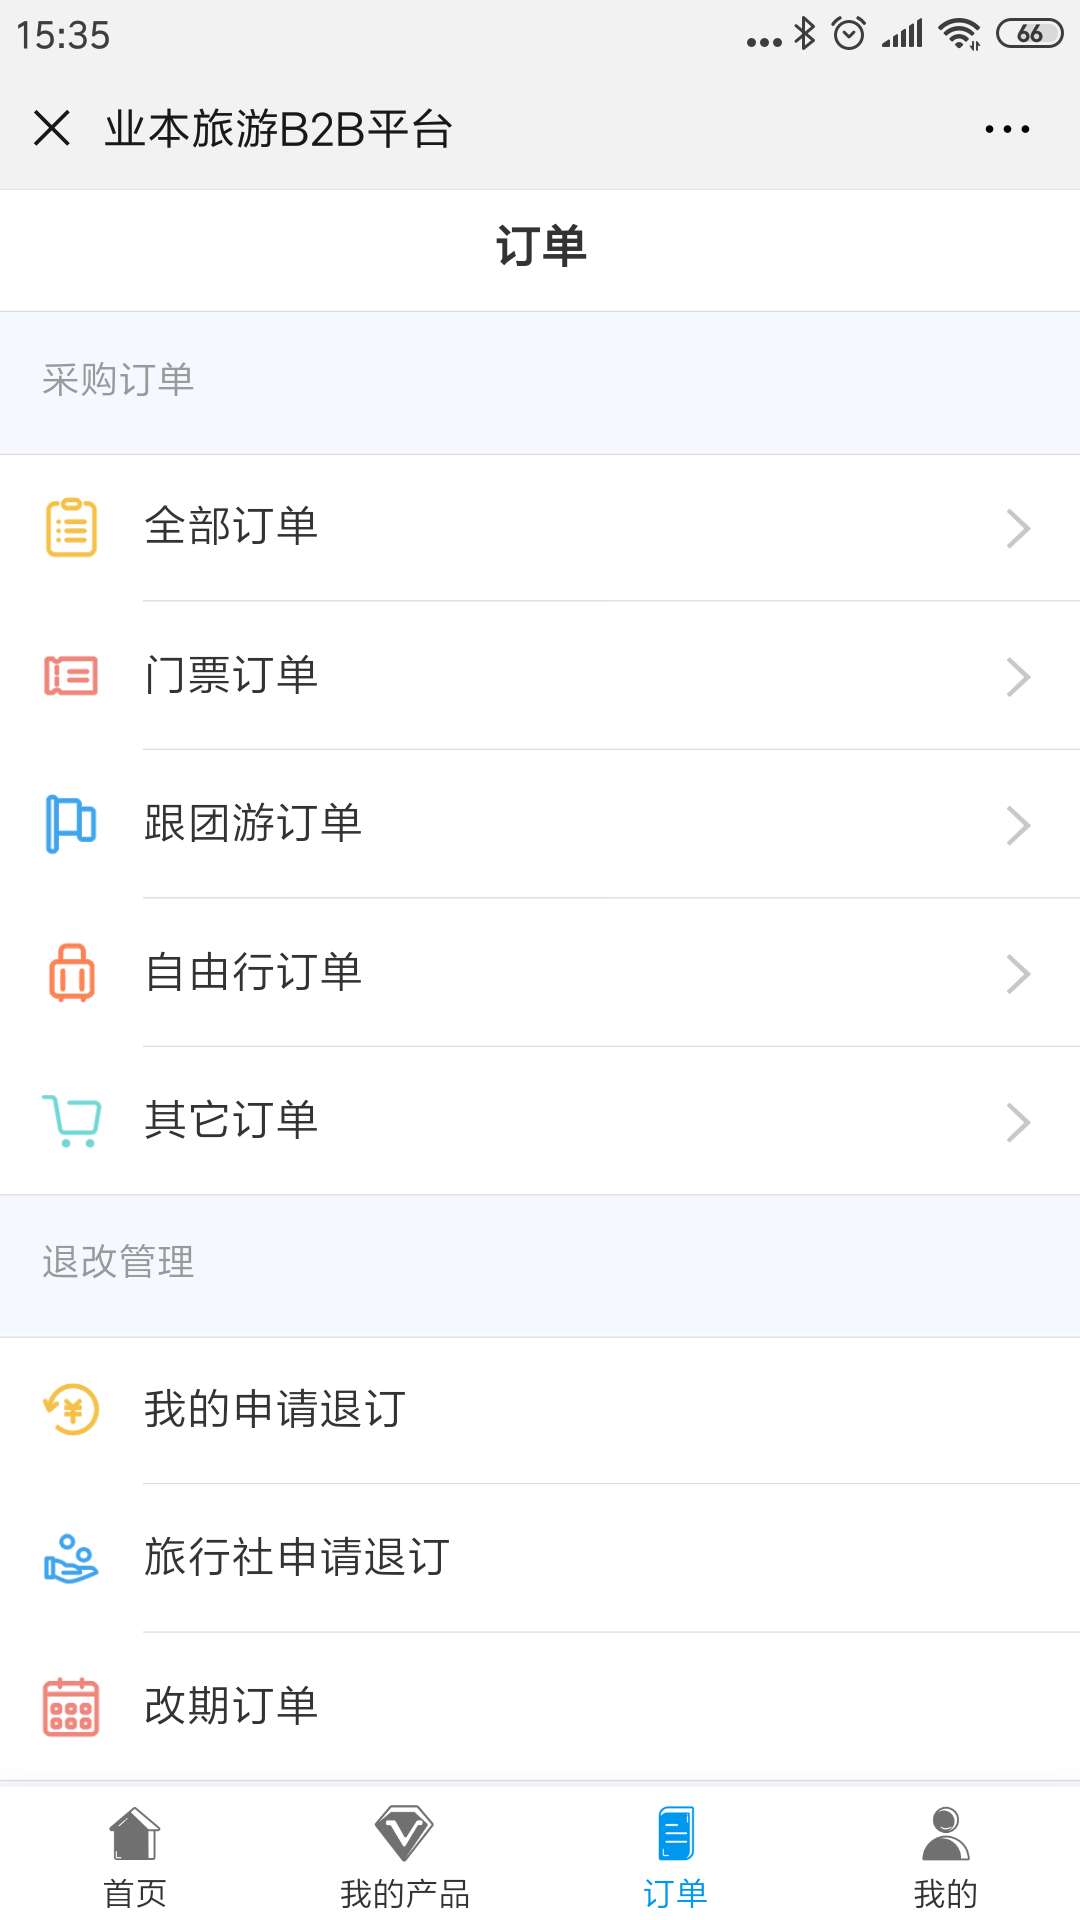 15:35
66
业本旅游B2B平台
订单
采购订单
全部订单
门票订单
跟团游订单
自由行订单
其它订单
退改管理
我的申请退订
旅行社申请退订
改期订单
首页
我的产品
订单
我的